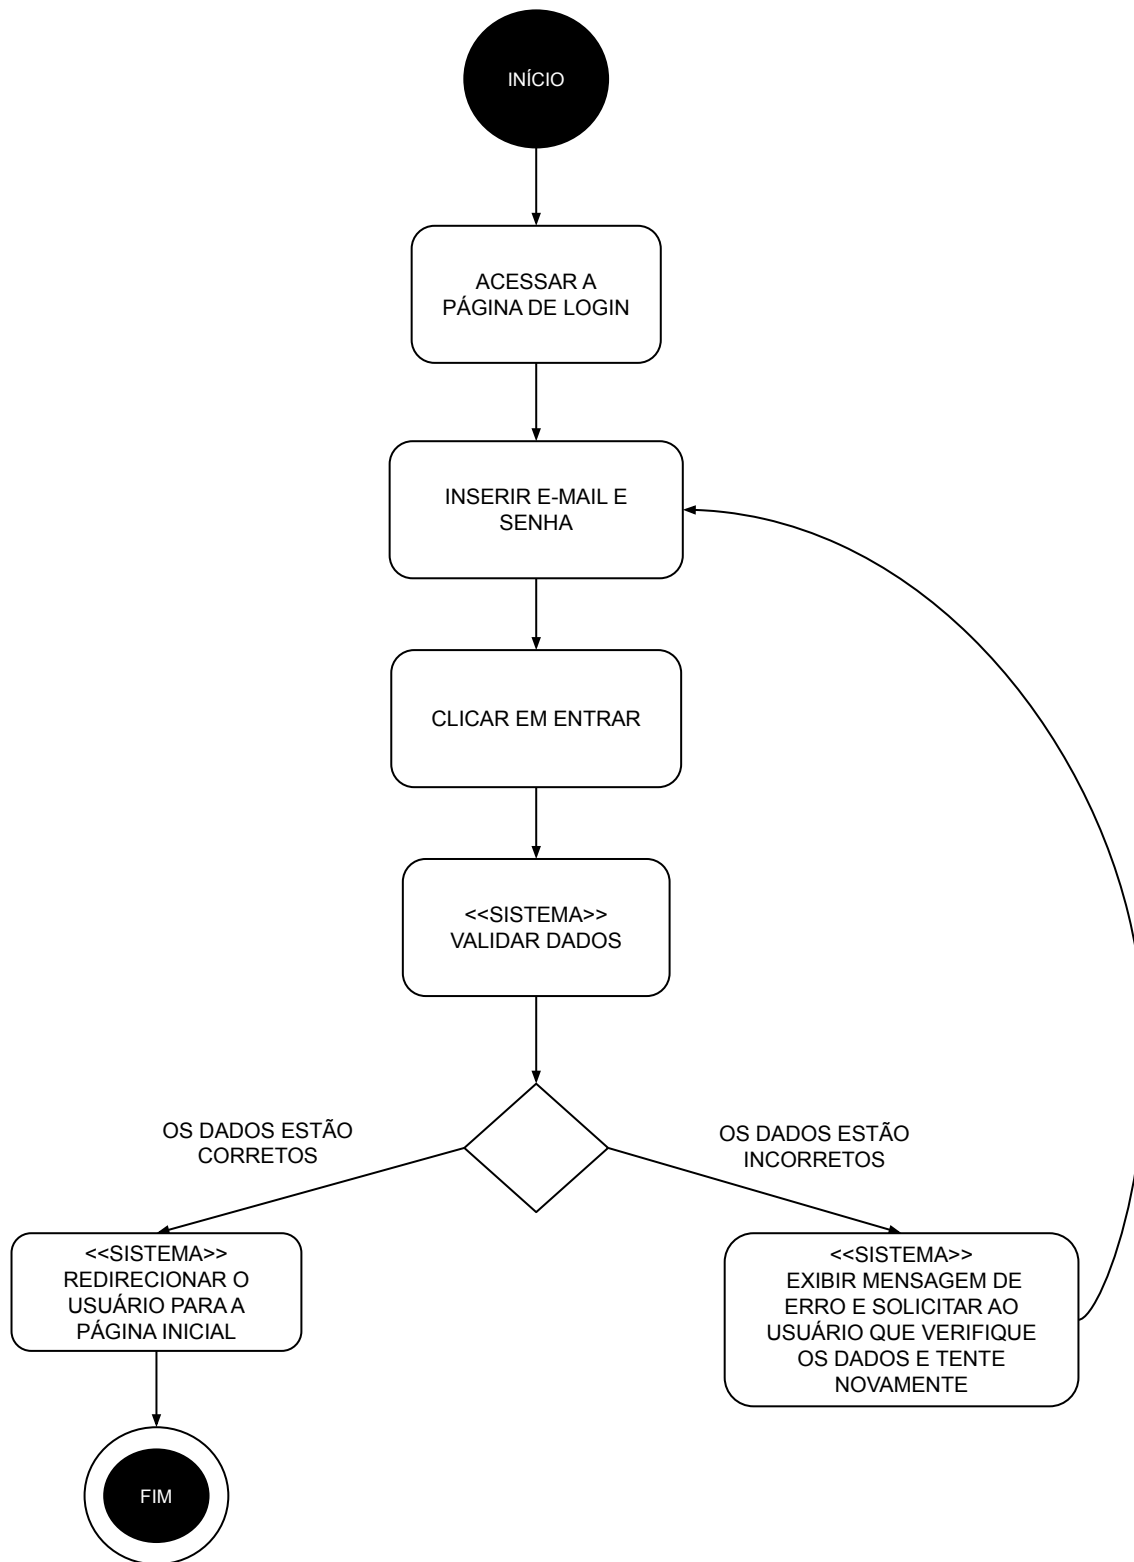 INÍCIO
ACESSAR A
PÁGINA DE LOGIN
INSERIR E-MAIL E
SENHA
CLICAR EM ENTRAR
<<SISTEMA>>
VALIDAR DADOS
OS DADOS ESTÃO
CORRETOS
OS DADOS ESTÃO
INCORRETOS
<<SISTEMA>>
REDIRECIONAR O
USUÁRIO PARA A
PÁGINA INICIAL
<<SISTEMA>>
EXIBIR MENSAGEM DE
ERRO E SOLICITAR AO
USUÁRIO QUE VERIFIQUE
OS DADOS E TENTE
NOVAMENTE
FIM